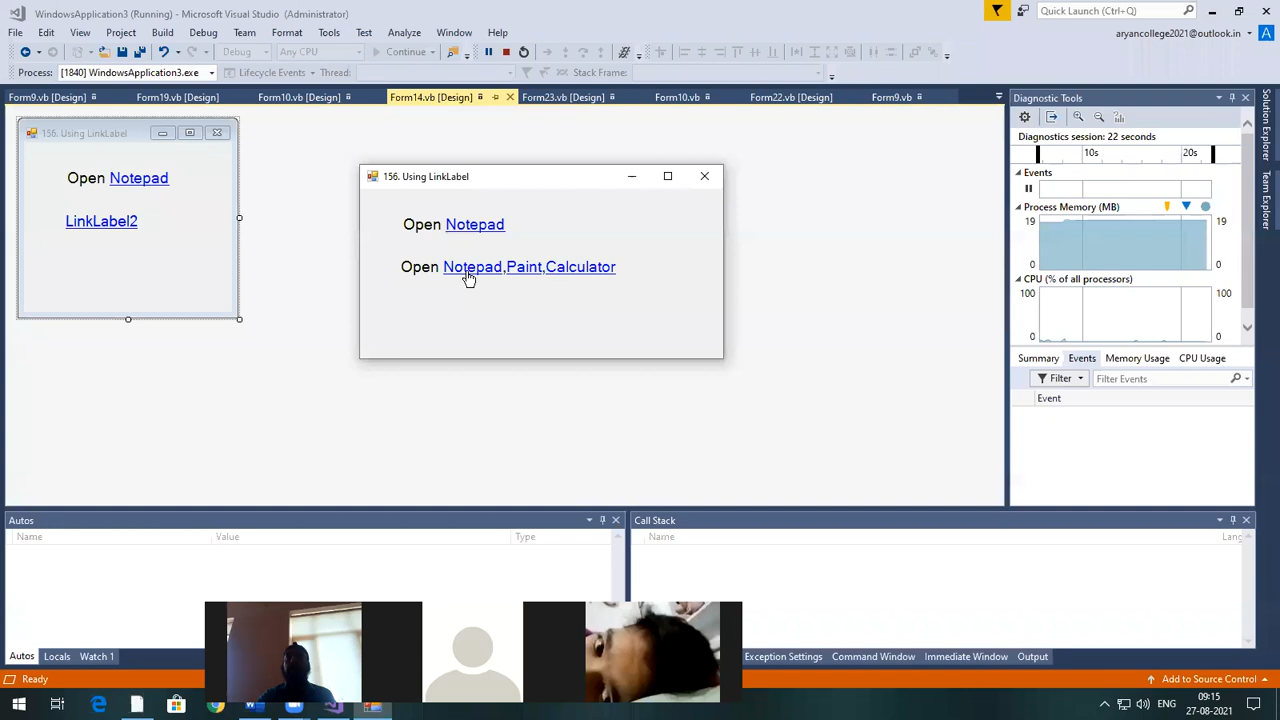 WindowsApplication3 (Running) - Microsoft Visual Studio (Administrator)
Quick Launch (Ctrl+Q)
File Edit View Project Build Debug Team Format Tools Test Analyze Window Help
aryancollege2021@outlook.in A
Debug Any CPU Continue
Process: [1840] WindowsApplication3.exe Lifecycle Events Thread: Stack Frame:
Form9.vb [Design] Form19.vb [Design] Form10.vb [Design] Form14.vb [Design] Form23.vb [Design] Form10.vb Form22.vb [Design] Form9.vb
Diagnostic Tools
Solution Explorer
Team Explorer
156. Using LinkLabel
Open Notepad
LinkLabel2
156. Using LinkLabel
Open Notepad
Open Notepad,Paint,Calculator
Diagnostics session: 22 seconds
10s 20s
Events
Process Memory (MB)
19 19
0 0
CPU (% of all processors)
100 100
0 0
Summary Events Memory Usage CPU Usage
Filter Filter Events
Event
Autos
Name Value Type
Call Stack
Name Lang
Autos Locals Watch 1
Exception Settings Command Window Immediate Window Output
Ready
Add to Source Control
ENG
09:15
27-08-2021